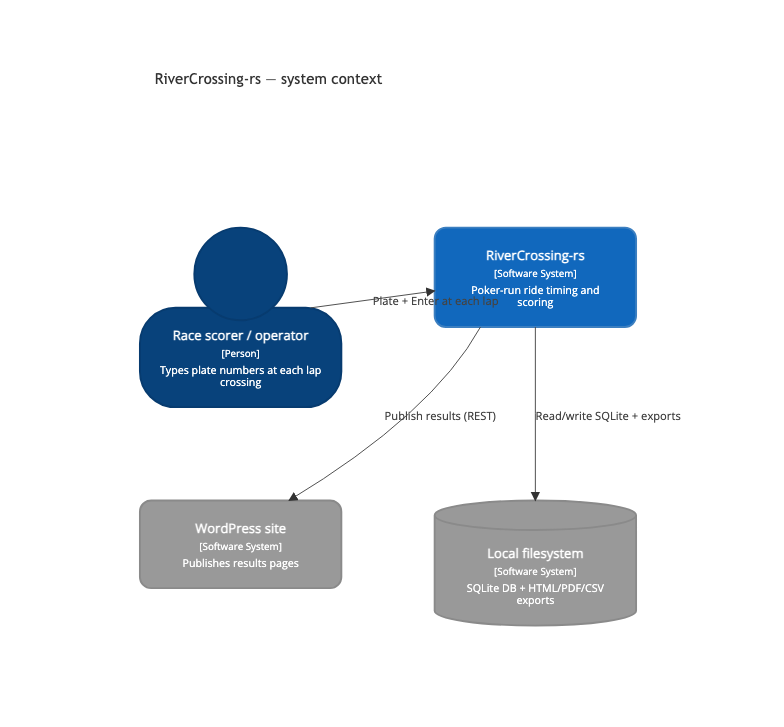 RiverCrossing-rs — system context
RiverCrossing-rs
[Software System]
Poker-run ride timing and
scoring
Plate + Enter at each lap
Race scorer / operator
[Person]
Types plate numbers at each lap
crossing
Publish results (REST)
Read/write SQLite + exports
WordPress site
[Software System]
Publishes results pages
Local filesystem
[Software System]
SQLite DB + HTML/PDF/CSV
exports